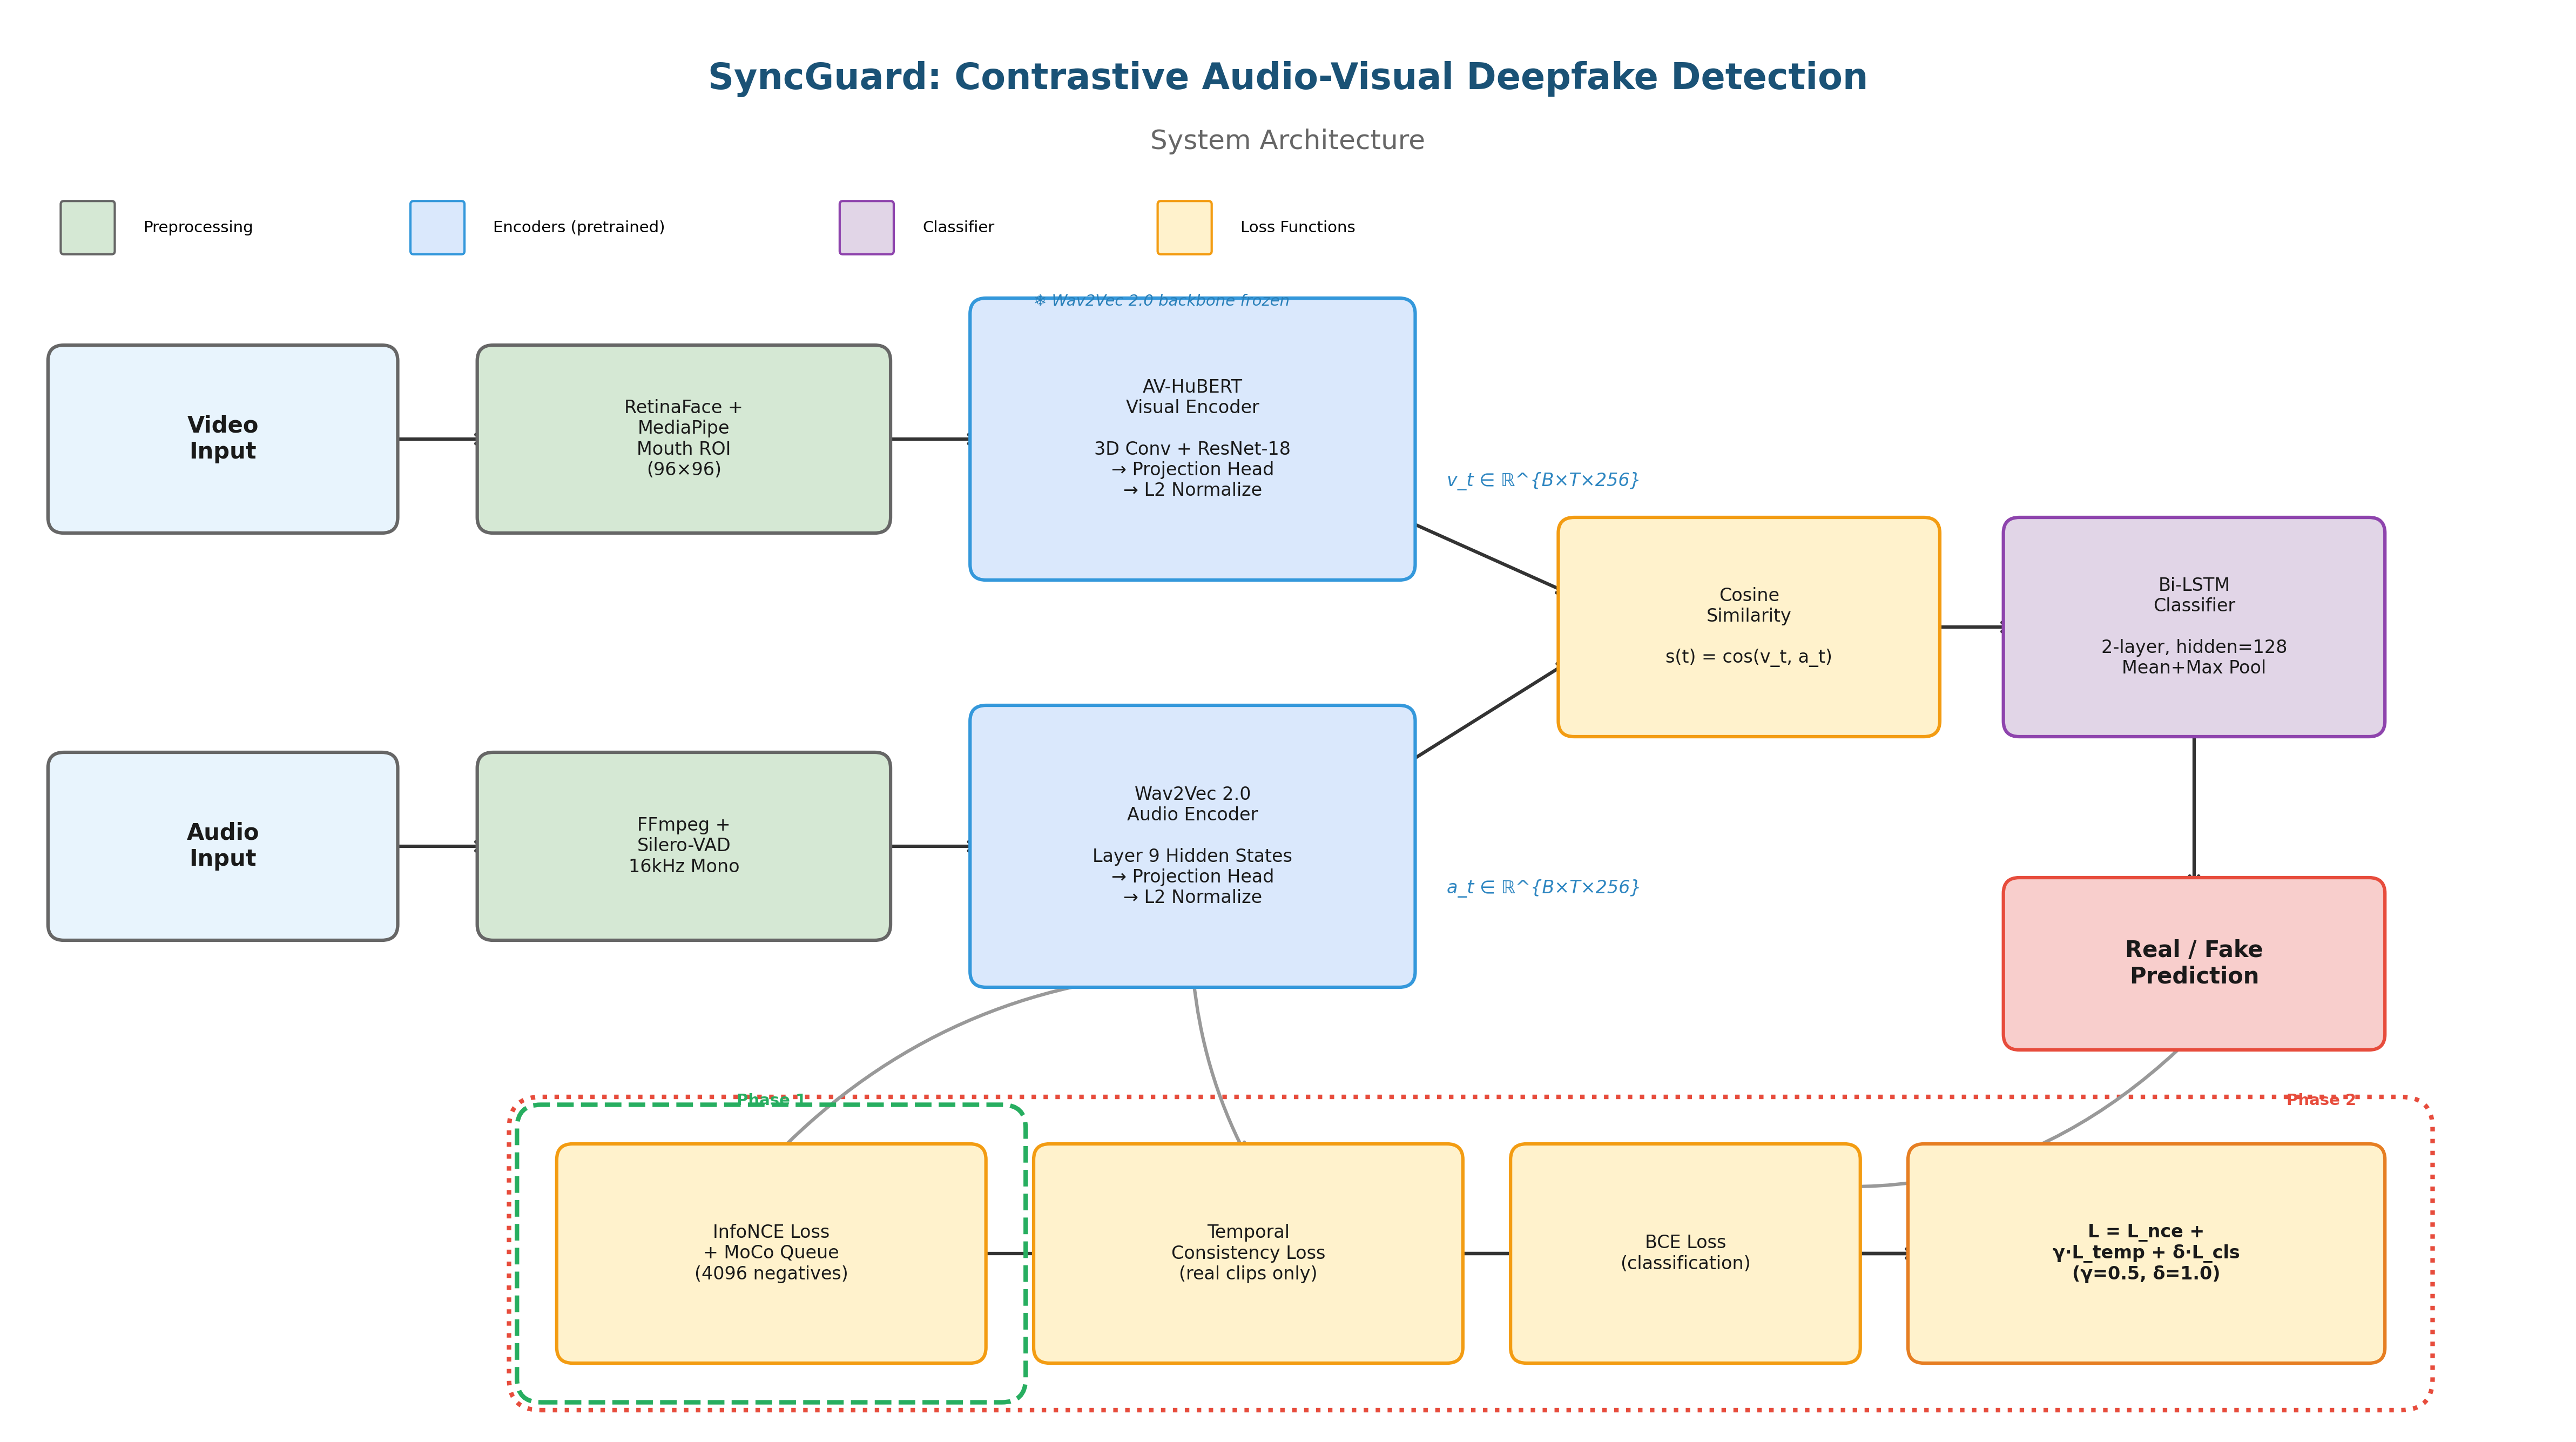 SyncGuard: Contrastive Audio-Visual Deepfake Detection
System Architecture
Preprocessing
Encoders (pretrained)
Classifier
Loss Functions
❄ Wav2Vec 2.0 backbone frozen
Video
Input
RetinaFace +
MediaPipe
Mouth ROI
(96×96)
AV-HuBERT
Visual Encoder
3D Conv + ResNet-18
→ Projection Head
→ L2 Normalize
v_t ∈ ℝ^{B×T×256}
Cosine
Similarity
s(t) = cos(v_t, a_t)
Bi-LSTM
Classifier
2-layer, hidden=128
Mean+Max Pool
Audio
Input
FFmpeg +
Silero-VAD
16kHz Mono
Wav2Vec 2.0
Audio Encoder
Layer 9 Hidden States
→ Projection Head
→ L2 Normalize
a_t ∈ ℝ^{B×T×256}
Real / Fake
Prediction
Phase 1
Phase 2
InfoNCE Loss
+ MoCo Queue
(4096 negatives)
Temporal
Consistency Loss
(real clips only)
BCE Loss
(classification)
L = L_nce +
γ·L_temp + δ·L_cls
(γ=0.5, δ=1.0)